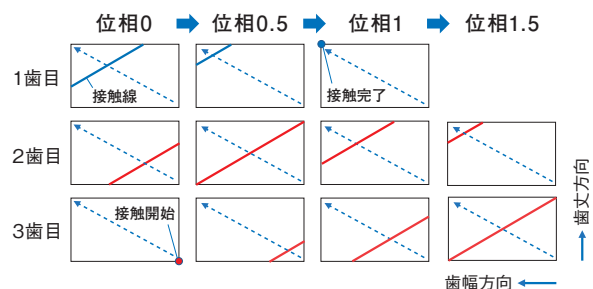 位相0 位相0.5 位相1 位相1.5
1歯目
接触線
接触完了
2歯目
3歯目
接触開始
歯丈方向
歯幅方向